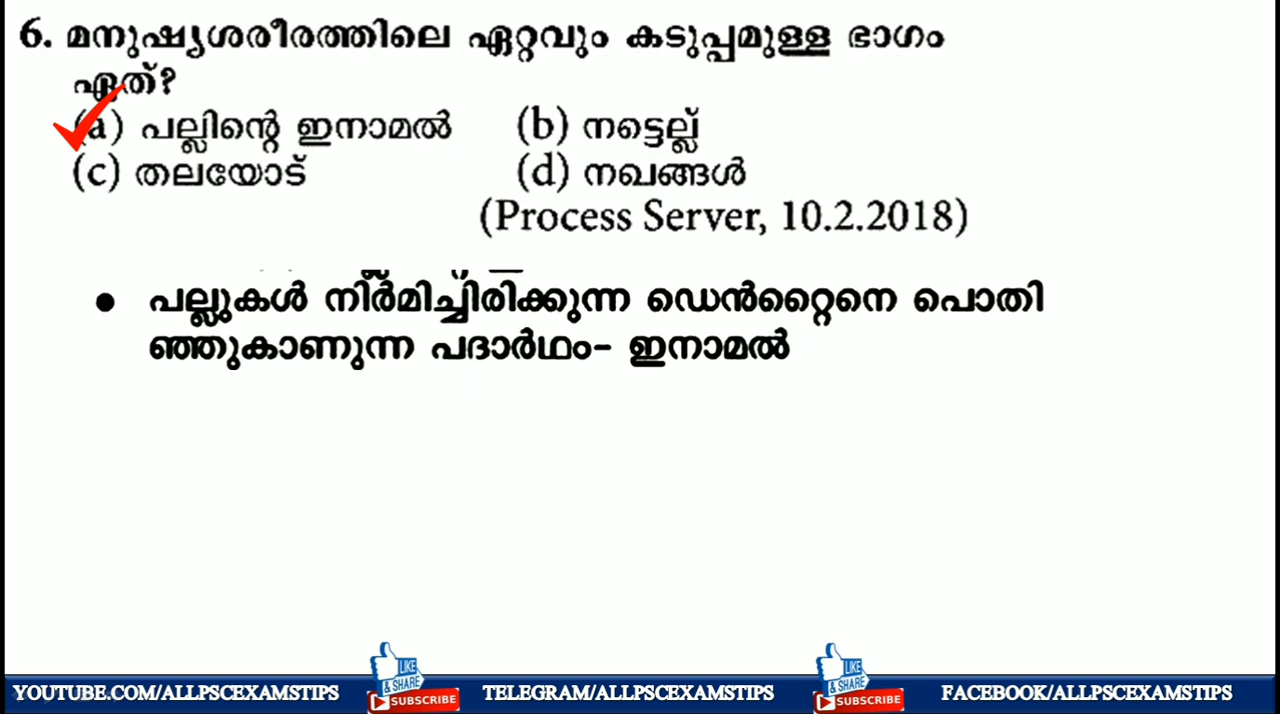 6. മനുഷ്യശരീരത്തിലെ ഏറ്റവും കടുപ്പമുള്ള ഭാഗം
ഏത്?
(a) പല്ലിന്റെ ഇനാമൽ (b) നട്ടെല്ല്
(c) തലയോട് (d) നഖങ്ങൾ
(Process Server, 10.2.2018)
● പല്ലുകൾ നിർമിച്ചിരിക്കുന്ന ഡെൻറ്റൈനെ പൊതി
ഞ്ഞുകാണുന്ന പദാർഥം- ഇനാമൽ
LIKE & SHARE
SUBSCRIBE
LIKE & SHARE
SUBSCRIBE
YOUTUBE.COM/ALLPSCEXAMSTIPS TELEGRAM/ALLPSCEXAMSTIPS FACEBOOK/ALLPSCEXAMSTIPS